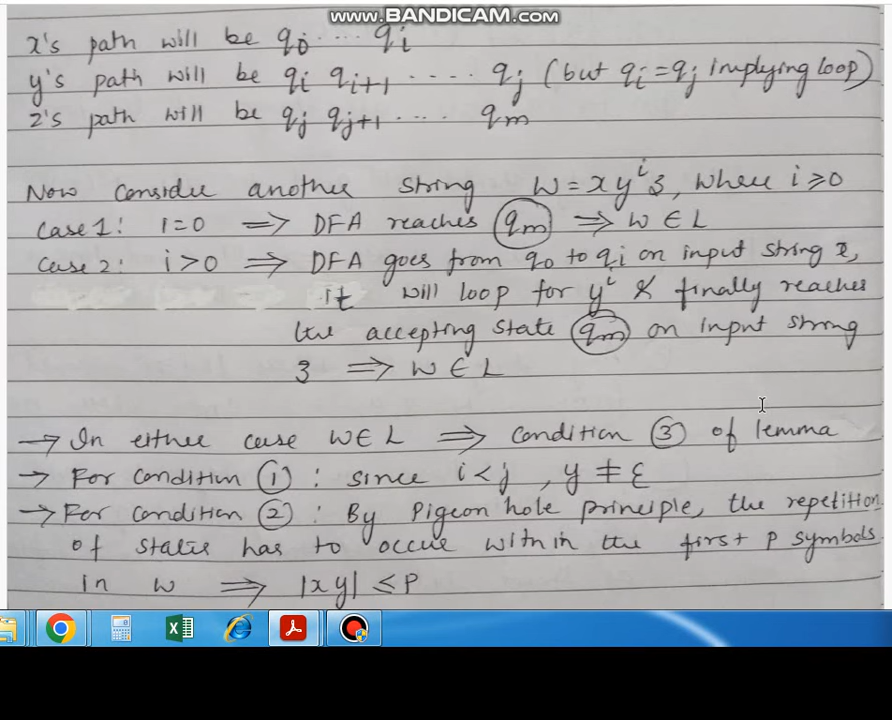 www.BANDICAM.com
x's path will be q0 .... qi
y's path will be qi qi+1 .... qj (but qi = qj implying loop)
z's path will be qj qj+1 .... qm
Now consider another string W = xy^i z, where i ≥ 0
Case 1: i=0 ⟹ DFA reaches qm ⟹ W ∈ L
Case 2: i > 0 ⟹ DFA goes from q0 to qi on input string x,
it will loop for y^i & finally reaches
the accepting state qm on input string
z ⟹ W ∈ L
→ In either case W ∈ L ⟹ Condition ③ of lemma
→ For condition ① : since i < j , y ≠ ε
→ For condition ② : By Pigeon hole principle, the repetition
of states has to occur within the first p symbols
in w ⟹ |xy| ≤ P